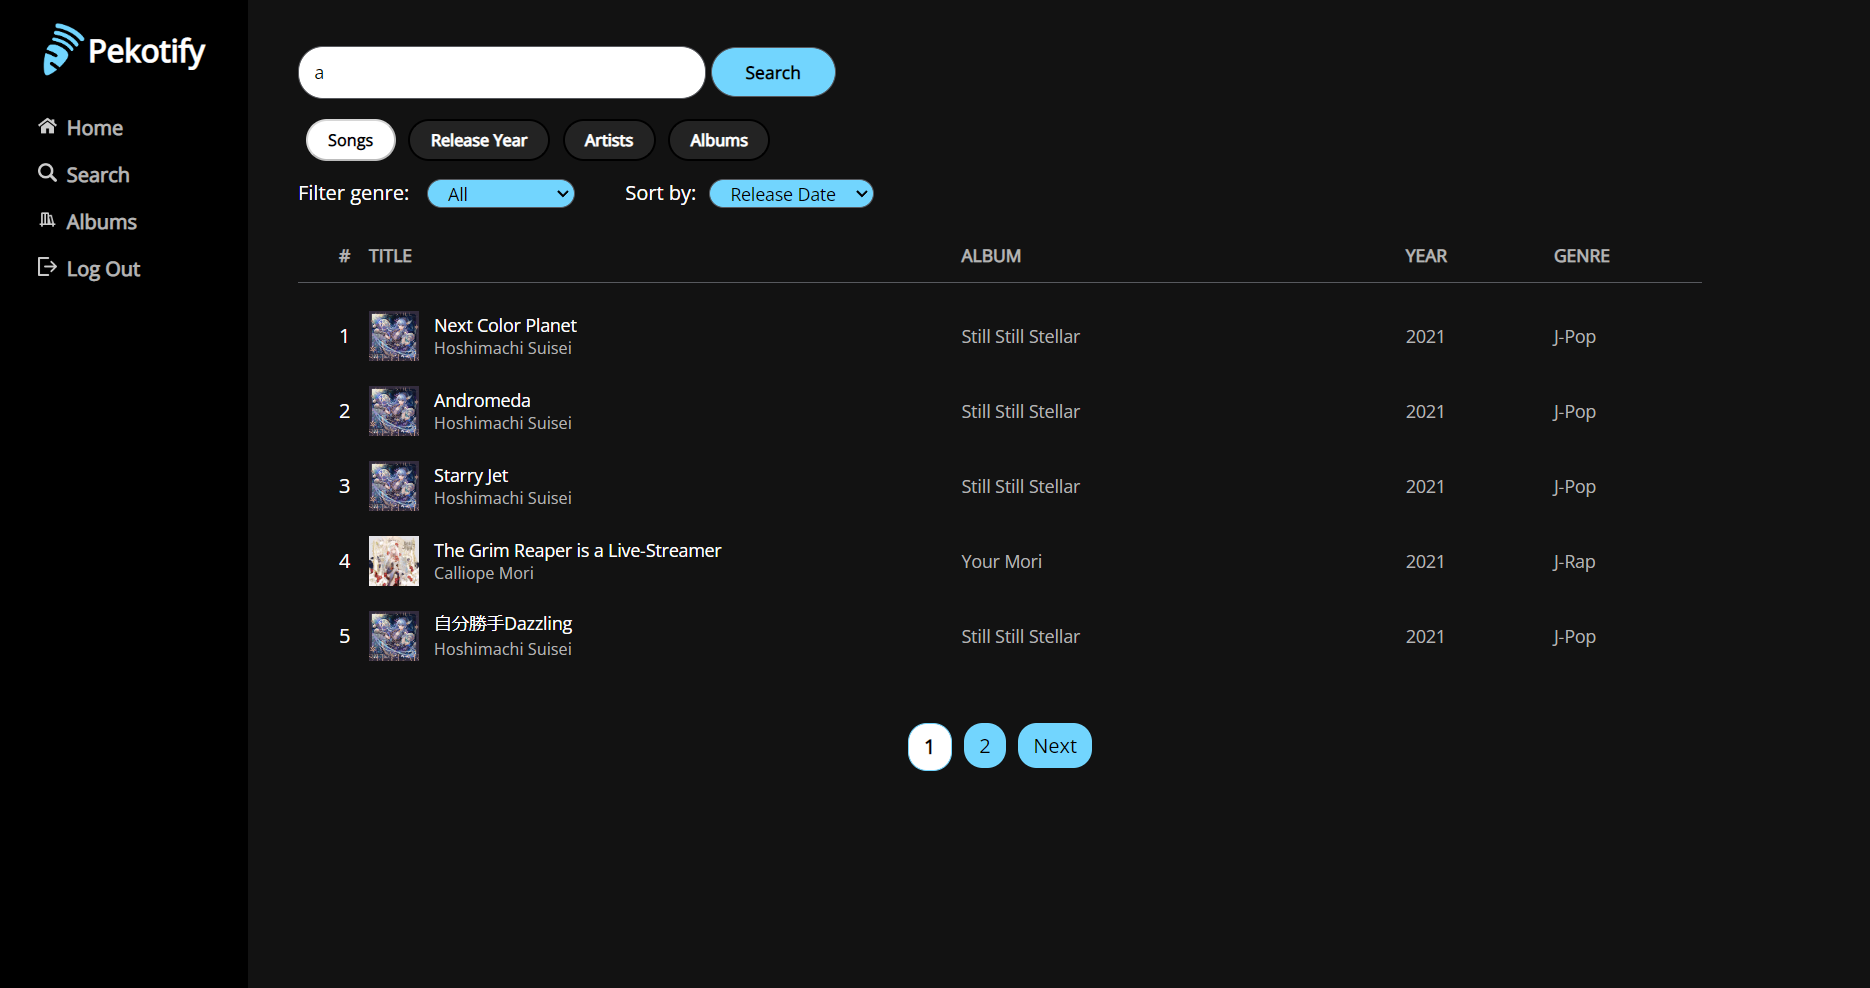 Pekotify
Home
Search
Albums
Log Out
a
Search
Songs Release Year Artists Albums
Filter genre: All Sort by: Release Date
# TITLE ALBUM YEAR GENRE
1 Next Color Planet Still Still Stellar 2021 J-Pop
Hoshimachi Suisei
2 Andromeda Still Still Stellar 2021 J-Pop
Hoshimachi Suisei
3 Starry Jet Still Still Stellar 2021 J-Pop
Hoshimachi Suisei
4 The Grim Reaper is a Live-Streamer Your Mori 2021 J-Rap
Calliope Mori
5 自分勝手Dazzling Still Still Stellar 2021 J-Pop
Hoshimachi Suisei
1 2 Next